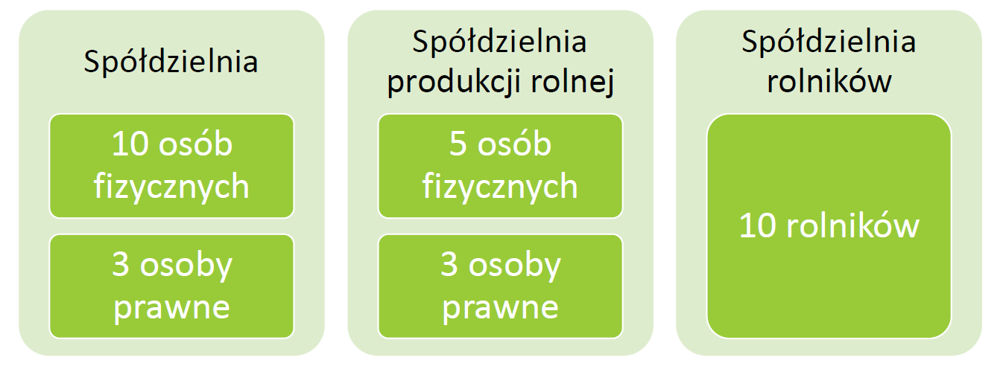 Spółdzielnia
10 osób
fizycznych
3 osoby
prawne
Spółdzielnia
produkcji rolnej
5 osób
fizycznych
3 osoby
prawne
Spółdzielnia
rolników
10 rolników